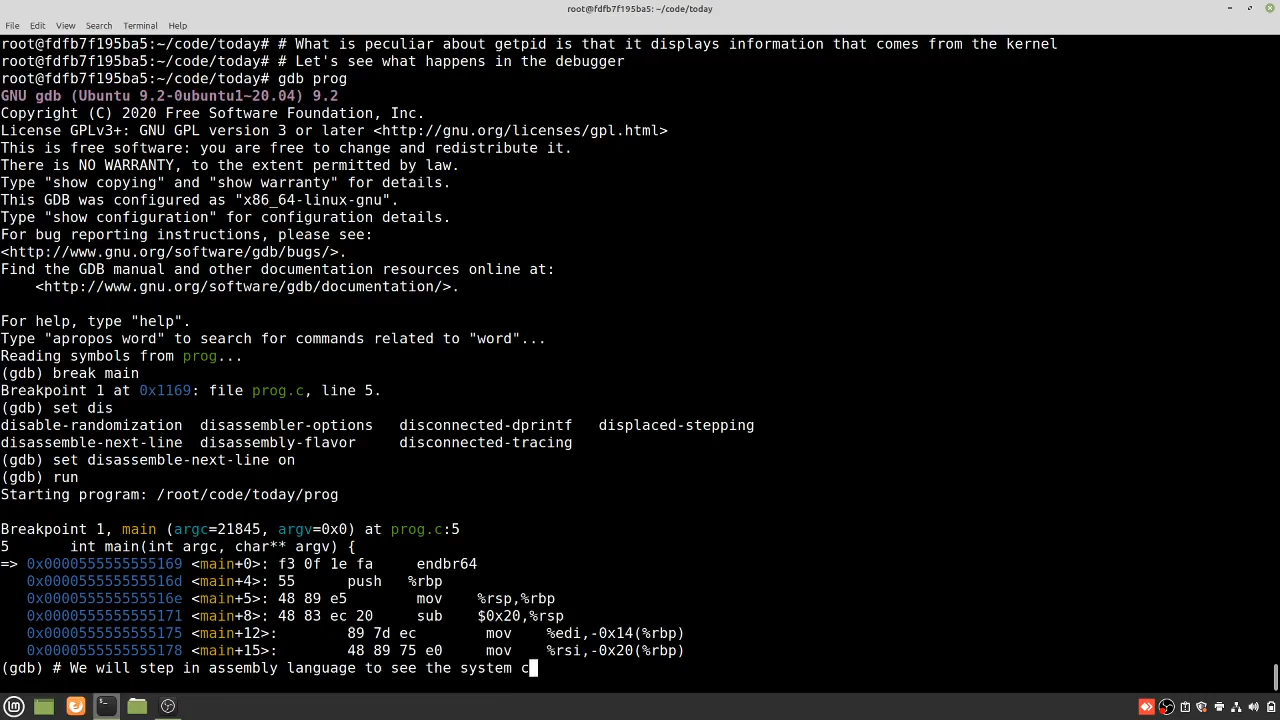 root@fdfb7f195ba5: ~/code/today
File Edit View Search Terminal Help
root@fdfb7f195ba5:~/code/today# # What is peculiar about getpid is that it displays information that comes from the kernel
root@fdfb7f195ba5:~/code/today# # Let's see what happens in the debugger
root@fdfb7f195ba5:~/code/today# gdb prog
GNU gdb (Ubuntu 9.2-0ubuntu1~20.04) 9.2
Copyright (C) 2020 Free Software Foundation, Inc.
License GPLv3+: GNU GPL version 3 or later <http://gnu.org/licenses/gpl.html>
This is free software: you are free to change and redistribute it.
There is NO WARRANTY, to the extent permitted by law.
Type "show copying" and "show warranty" for details.
This GDB was configured as "x86_64-linux-gnu".
Type "show configuration" for configuration details.
For bug reporting instructions, please see:
<http://www.gnu.org/software/gdb/bugs/>.
Find the GDB manual and other documentation resources online at:
    <http://www.gnu.org/software/gdb/documentation/>.
For help, type "help".
Type "apropos word" to search for commands related to "word"...
Reading symbols from prog...
(gdb) break main
Breakpoint 1 at 0x1169: file prog.c, line 5.
(gdb) set dis
disable-randomization  disassembler-options   disconnected-dprintf   displaced-stepping
disassemble-next-line  disassembly-flavor     disconnected-tracing
(gdb) set disassemble-next-line on
(gdb) run
Starting program: /root/code/today/prog
Breakpoint 1, main (argc=21845, argv=0x0) at prog.c:5
5       int main(int argc, char** argv) {
=> 0x0000555555555169 <main+0>: f3 0f 1e fa     endbr64
   0x000055555555516d <main+4>: 55      push   %rbp
   0x000055555555516e <main+5>: 48 89 e5        mov    %rsp,%rbp
   0x0000555555555171 <main+8>: 48 83 ec 20     sub    $0x20,%rsp
   0x0000555555555175 <main+12>:        89 7d ec        mov    %edi,-0x14(%rbp)
   0x0000555555555178 <main+15>:        48 89 75 e0     mov    %rsi,-0x20(%rbp)
(gdb) # We will step in assembly language to see the system c